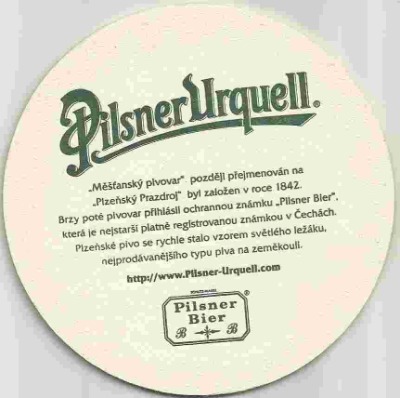 Pilsner Urquell®
„Měšťanský pivovar" později přejmenován na
„Plzeňský Prazdroj" byl založen v roce 1842.
Brzy poté pivovar přihlásil ochrannou známku „Pilsner Bier",
která je nejstarší platně registrovanou známkou v Čechách.
Plzeňské pivo se rychle stalo vzorem světlého ležáku,
nejprodávanějšího typu piva na zeměkouli.
http://www.Pilsner-Urquell.com
Pilsner ®
Bier
B B